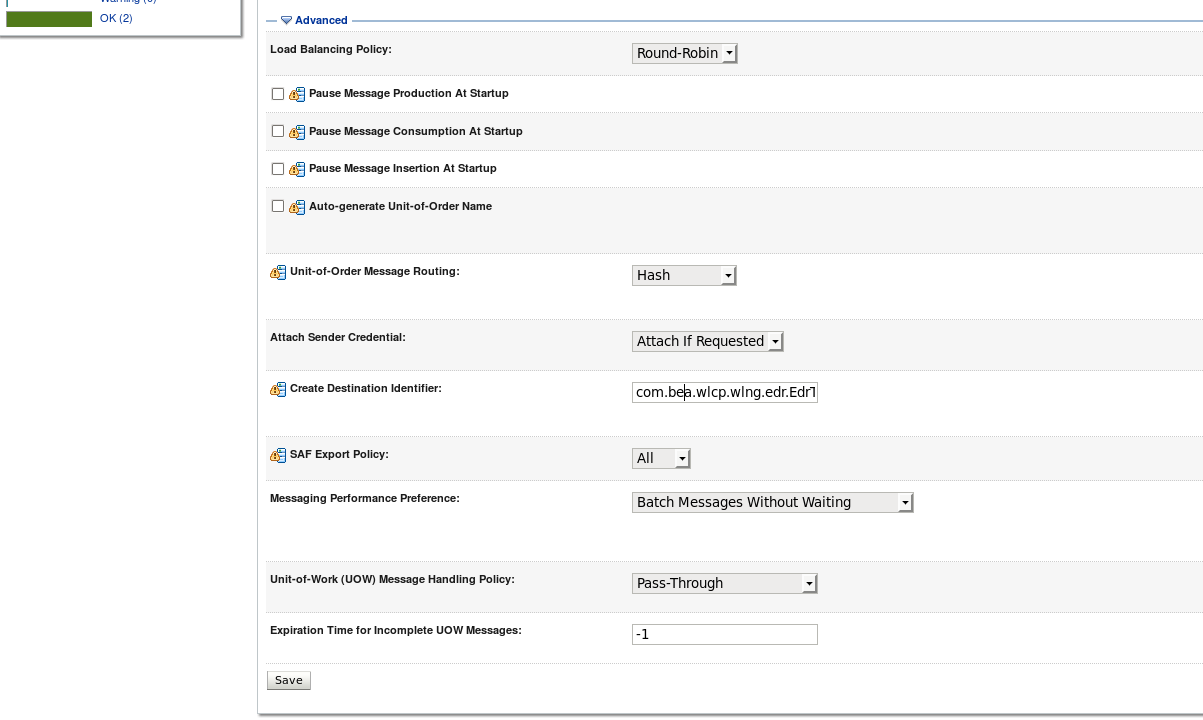 OK (2)
Advanced
Load Balancing Policy:
Round-Robin
Pause Message Production At Startup
Pause Message Consumption At Startup
Pause Message Insertion At Startup
Auto-generate Unit-of-Order Name
Unit-of-Order Message Routing:
Hash
Attach Sender Credential:
Attach If Requested
Create Destination Identifier:
com.bea.wlcp.wlng.edr.EdrT
SAF Export Policy:
All
Messaging Performance Preference:
Batch Messages Without Waiting
Unit-of-Work (UOW) Message Handling Policy:
Pass-Through
Expiration Time for Incomplete UOW Messages:
-1
Save